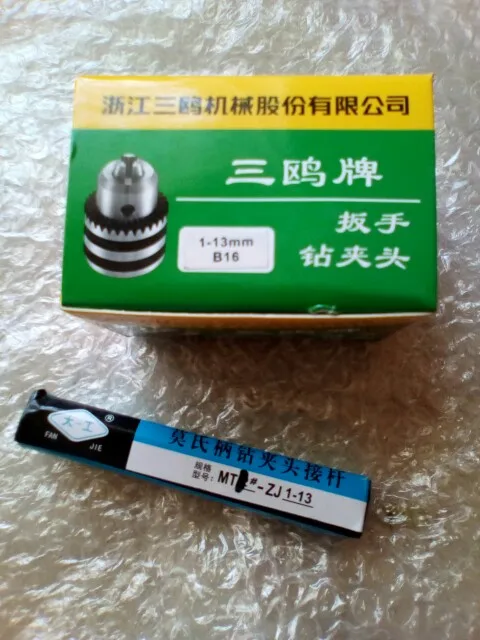 浙江三鸥机械股份有限公司
三鸥牌
扳手
钻夹头
1-13mm
B16
®
FAN JIE
莫氏柄钻夹头接杆
规格
型号: MT #-ZJ 1-13